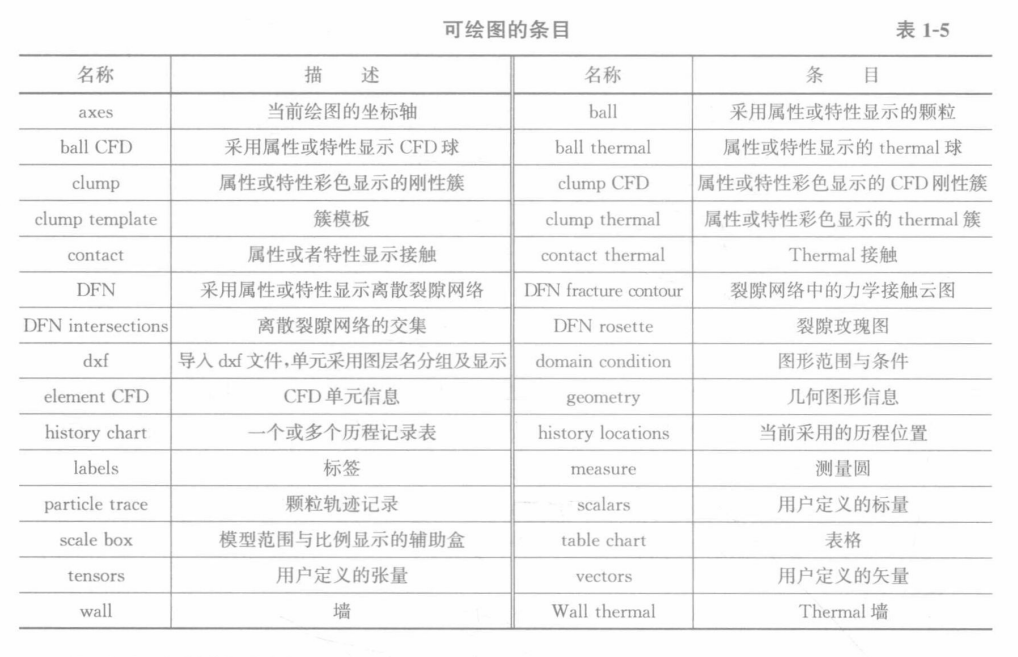 可绘图的条目 表 1-5
名称 描 述 名称 条 目
axes 当前绘图的坐标轴 ball 采用属性或特性显示的颗粒
ball CFD 采用属性或特性显示 CFD 球 ball thermal 属性或特性显示的 thermal 球
clump 属性或特性彩色显示的刚性簇 clump CFD 属性或特性彩色显示的 CFD 刚性簇
clump template 簇模板 clump thermal 属性或特性彩色显示的 thermal 簇
contact 属性或者特性显示接触 contact thermal Thermal 接触
DFN 采用属性或特性显示离散裂隙网络 DFN fracture contour 裂隙网络中的力学接触云图
DFN intersections 离散裂隙网络的交集 DFN rosette 裂隙玫瑰图
dxf 导入 dxf 文件,单元采用图层名分组及显示 domain condition 图形范围与条件
element CFD CFD 单元信息 geometry 几何图形信息
history chart 一个或多个历程记录表 history locations 当前采用的历程位置
labels 标签 measure 测量圆
particle trace 颗粒轨迹记录 scalars 用户定义的标量
scale box 模型范围与比例显示的辅助盒 table chart 表格
tensors 用户定义的张量 vectors 用户定义的矢量
wall 墙 Wall thermal Thermal 墙